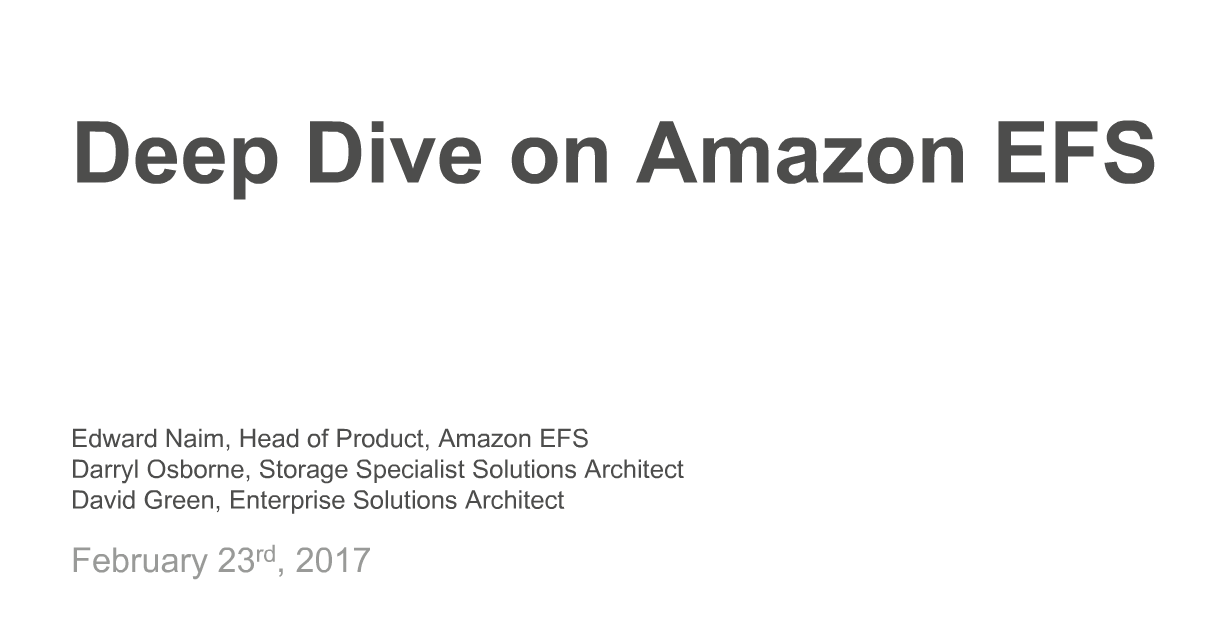 Deep Dive on Amazon EFS
Edward Naim, Head of Product, Amazon EFS
Darryl Osborne, Storage Specialist Solutions Architect
David Green, Enterprise Solutions Architect
February 23rd, 2017